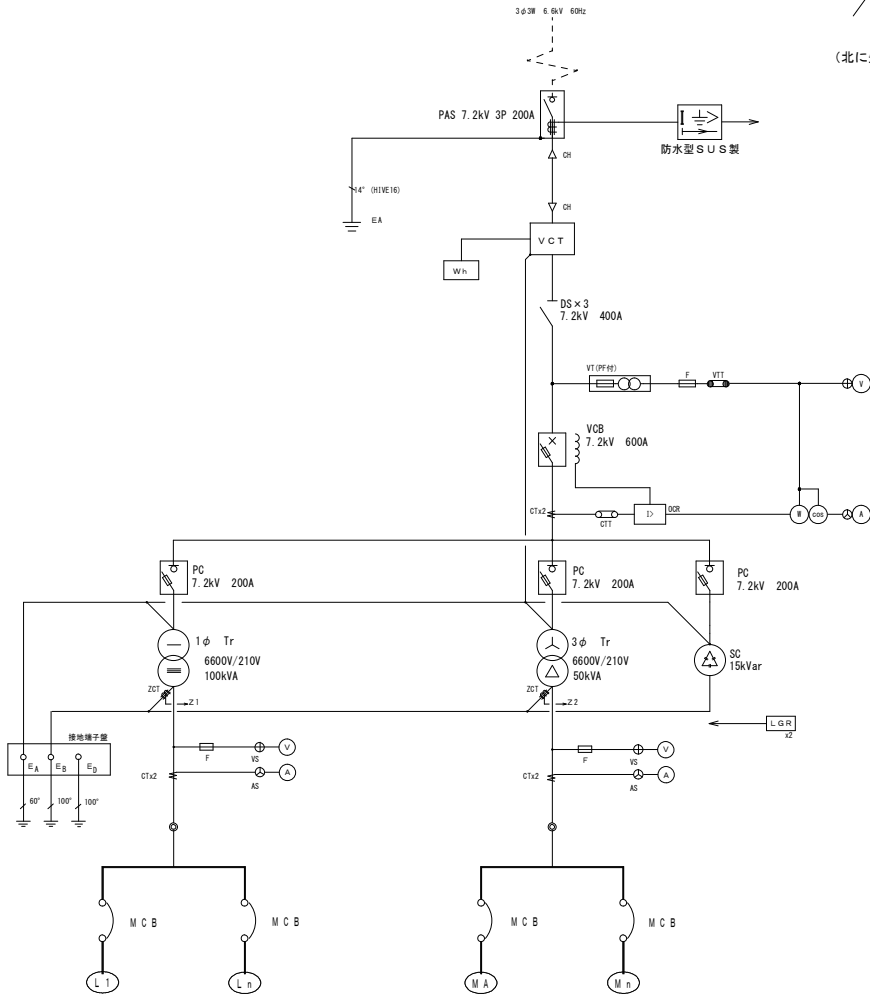 3φ3W 6.6kV 60Hz
(北に
PAS 7.2kV 3P 200A
I
防水型SUS製
CH
14° (HIVE16)
EA
CH
VCT
Wh
DS×3
7.2kV 400A
VT(PF付)
F
VTT
V
VCB
7.2kV 600A
CTx2
CTT
I>
OCR
W
COS
A
PC
7.2kV 200A
PC
7.2kV 200A
PC
7.2kV 200A
1φ Tr
6600V/210V
100kVA
3φ Tr
6600V/210V
50kVA
SC
15kVar
ZCT
Z1
ZCT
Z2
LGR
x2
接地端子盤
EA
EB
ED
60°
100°
100°
F
VS
V
CTx2
AS
A
F
VS
V
CTx2
AS
A
MCB
MCB
MCB
MCB
L1
Ln
MA
Mn